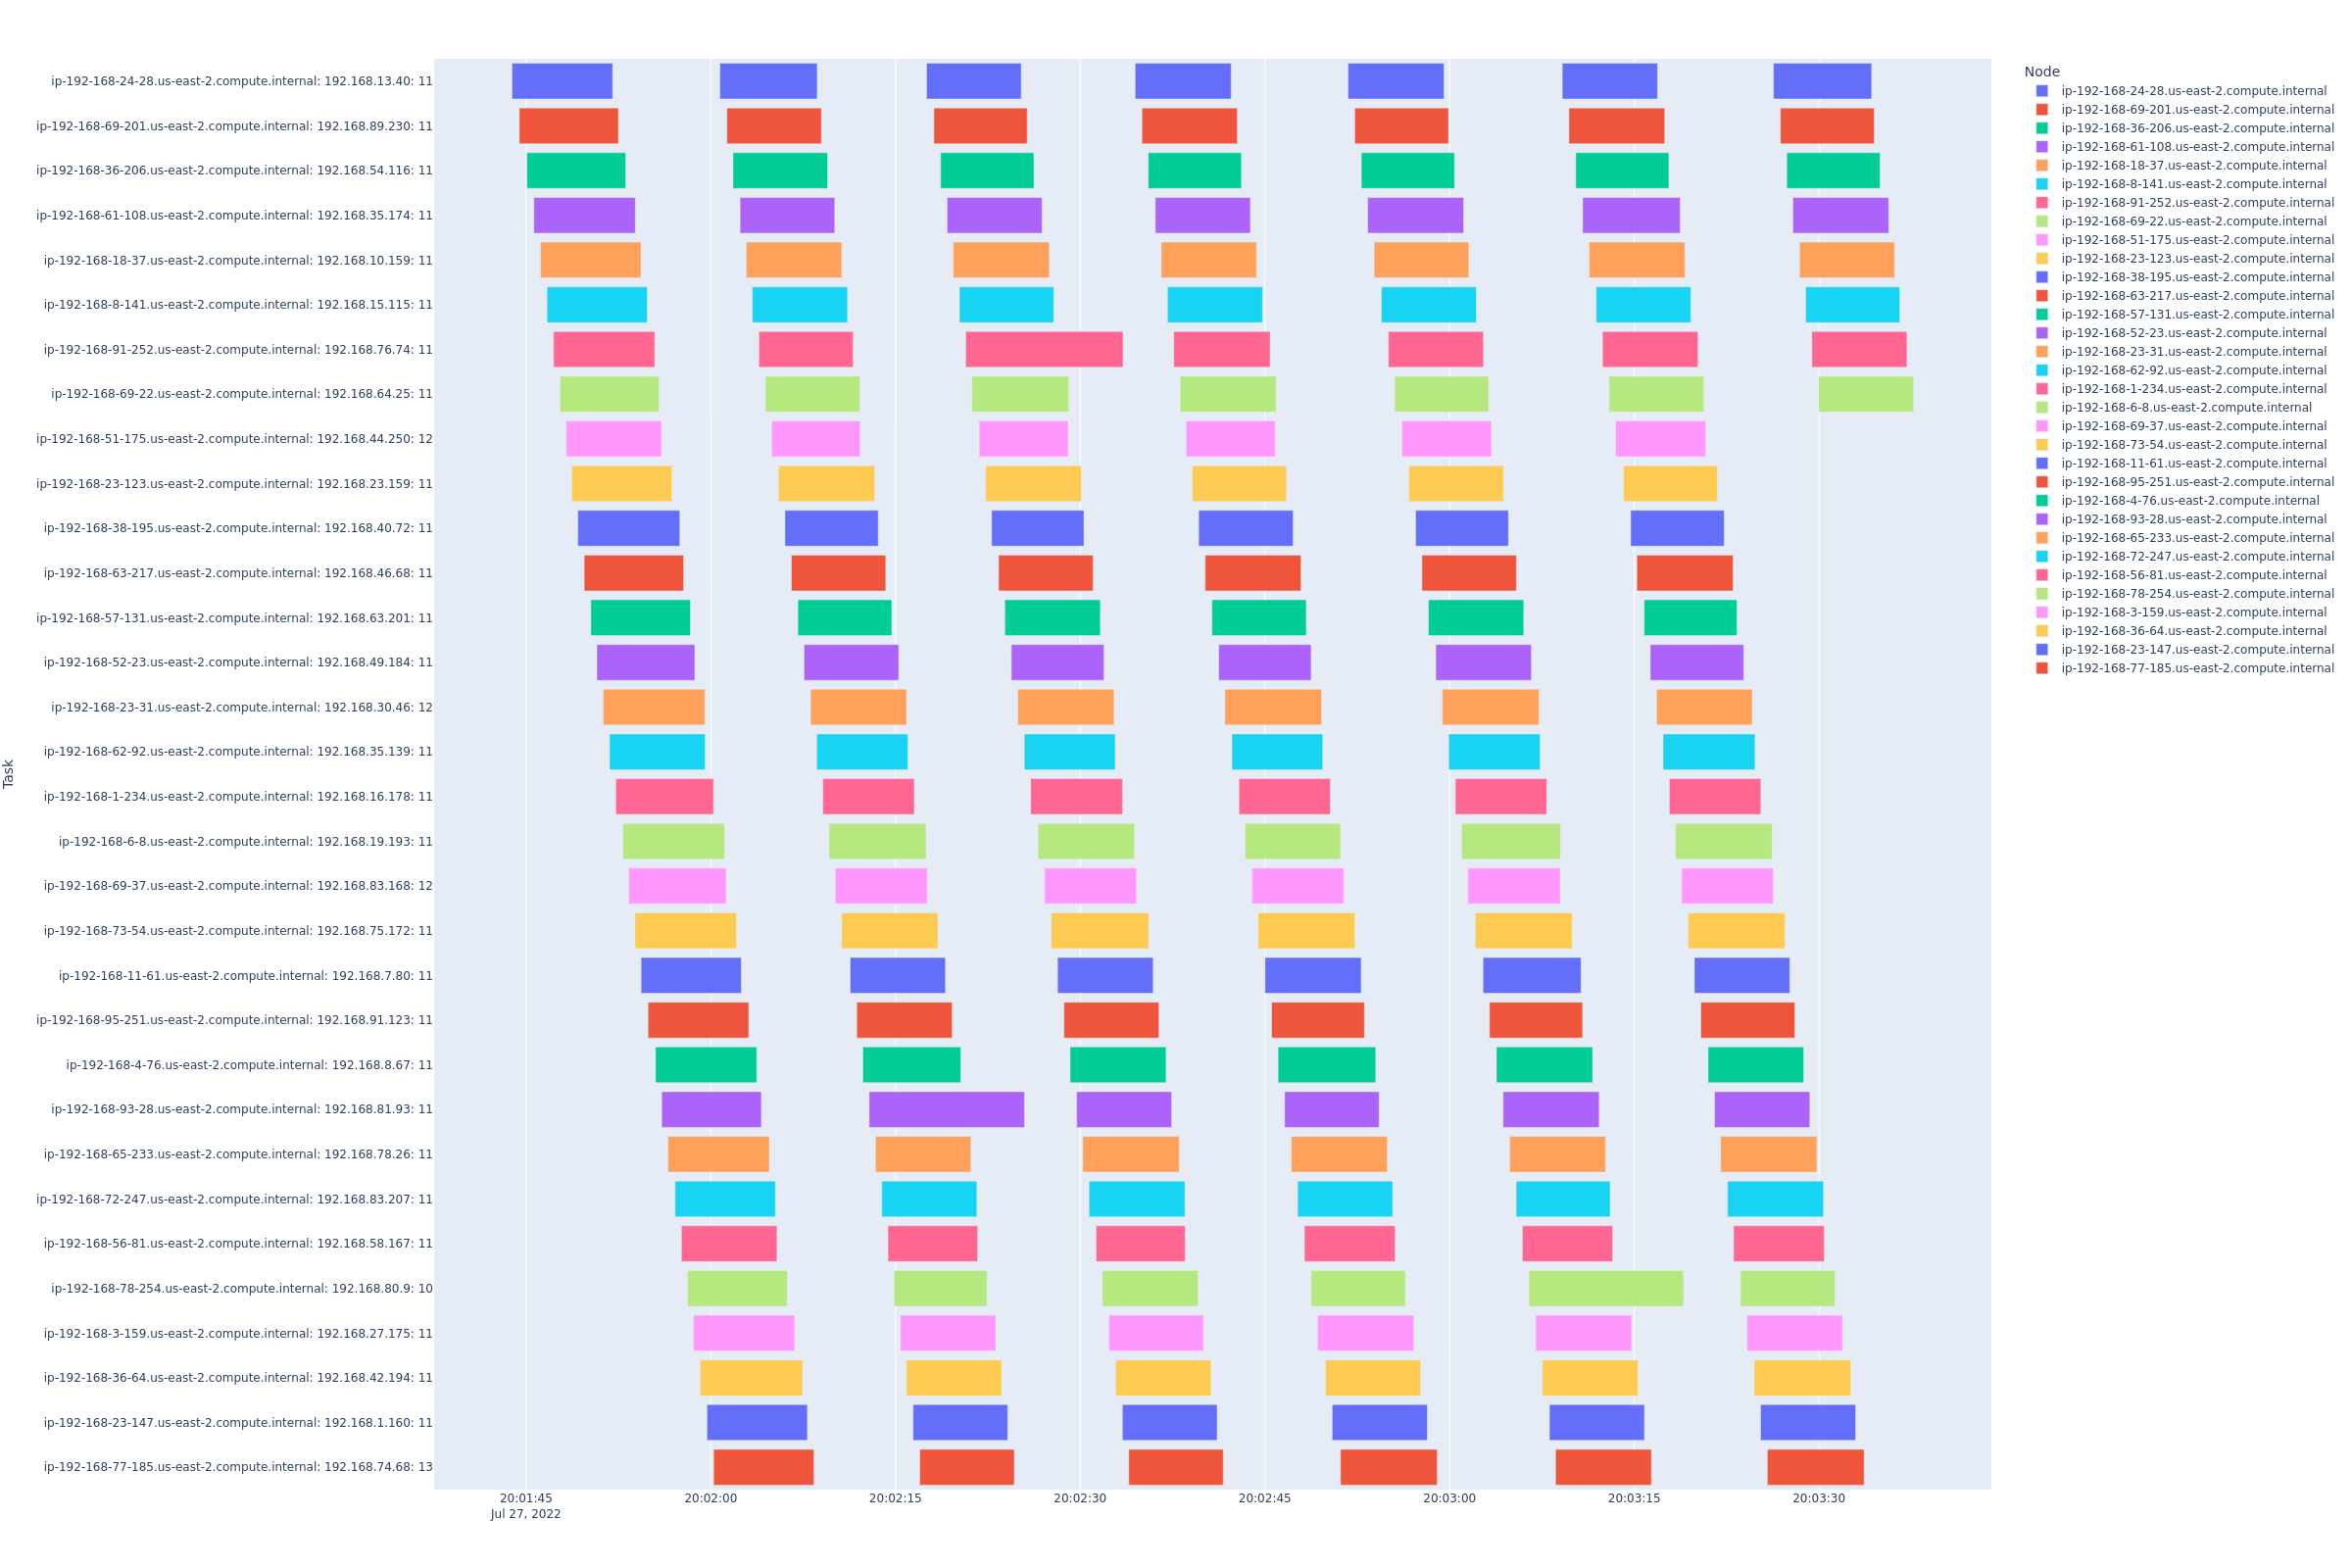 ip-192-168-24-28.us-east-2.compute.internal: 192.168.13.40: 11
ip-192-168-69-201.us-east-2.compute.internal: 192.168.89.230: 11
ip-192-168-36-206.us-east-2.compute.internal: 192.168.54.116: 11
ip-192-168-61-108.us-east-2.compute.internal: 192.168.35.174: 11
ip-192-168-18-37.us-east-2.compute.internal: 192.168.10.159: 11
ip-192-168-8-141.us-east-2.compute.internal: 192.168.15.115: 11
ip-192-168-91-252.us-east-2.compute.internal: 192.168.76.74: 11
ip-192-168-69-22.us-east-2.compute.internal: 192.168.64.25: 11
ip-192-168-51-175.us-east-2.compute.internal: 192.168.44.250: 12
ip-192-168-23-123.us-east-2.compute.internal: 192.168.23.159: 11
ip-192-168-38-195.us-east-2.compute.internal: 192.168.40.72: 11
ip-192-168-63-217.us-east-2.compute.internal: 192.168.46.68: 11
ip-192-168-57-131.us-east-2.compute.internal: 192.168.63.201: 11
ip-192-168-52-23.us-east-2.compute.internal: 192.168.49.184: 11
ip-192-168-23-31.us-east-2.compute.internal: 192.168.30.46: 12
ip-192-168-62-92.us-east-2.compute.internal: 192.168.35.139: 11
ip-192-168-1-234.us-east-2.compute.internal: 192.168.16.178: 11
ip-192-168-6-8.us-east-2.compute.internal: 192.168.19.193: 11
ip-192-168-69-37.us-east-2.compute.internal: 192.168.83.168: 12
ip-192-168-73-54.us-east-2.compute.internal: 192.168.75.172: 11
ip-192-168-11-61.us-east-2.compute.internal: 192.168.7.80: 11
ip-192-168-95-251.us-east-2.compute.internal: 192.168.91.123: 11
ip-192-168-4-76.us-east-2.compute.internal: 192.168.8.67: 11
ip-192-168-93-28.us-east-2.compute.internal: 192.168.81.93: 11
ip-192-168-65-233.us-east-2.compute.internal: 192.168.78.26: 11
ip-192-168-72-247.us-east-2.compute.internal: 192.168.83.207: 11
ip-192-168-56-81.us-east-2.compute.internal: 192.168.58.167: 11
ip-192-168-78-254.us-east-2.compute.internal: 192.168.80.9: 10
ip-192-168-3-159.us-east-2.compute.internal: 192.168.27.175: 11
ip-192-168-36-64.us-east-2.compute.internal: 192.168.42.194: 11
ip-192-168-23-147.us-east-2.compute.internal: 192.168.1.160: 11
ip-192-168-77-185.us-east-2.compute.internal: 192.168.74.68: 13
Task
20:01:45
Jul 27, 2022
20:02:00
20:02:15
20:02:30
20:02:45
20:03:00
20:03:15
20:03:30
Node
ip-192-168-24-28.us-east-2.compute.internal
ip-192-168-69-201.us-east-2.compute.internal
ip-192-168-36-206.us-east-2.compute.internal
ip-192-168-61-108.us-east-2.compute.internal
ip-192-168-18-37.us-east-2.compute.internal
ip-192-168-8-141.us-east-2.compute.internal
ip-192-168-91-252.us-east-2.compute.internal
ip-192-168-69-22.us-east-2.compute.internal
ip-192-168-51-175.us-east-2.compute.internal
ip-192-168-23-123.us-east-2.compute.internal
ip-192-168-38-195.us-east-2.compute.internal
ip-192-168-63-217.us-east-2.compute.internal
ip-192-168-57-131.us-east-2.compute.internal
ip-192-168-52-23.us-east-2.compute.internal
ip-192-168-23-31.us-east-2.compute.internal
ip-192-168-62-92.us-east-2.compute.internal
ip-192-168-1-234.us-east-2.compute.internal
ip-192-168-6-8.us-east-2.compute.internal
ip-192-168-69-37.us-east-2.compute.internal
ip-192-168-73-54.us-east-2.compute.internal
ip-192-168-11-61.us-east-2.compute.internal
ip-192-168-95-251.us-east-2.compute.internal
ip-192-168-4-76.us-east-2.compute.internal
ip-192-168-93-28.us-east-2.compute.internal
ip-192-168-65-233.us-east-2.compute.internal
ip-192-168-72-247.us-east-2.compute.internal
ip-192-168-56-81.us-east-2.compute.internal
ip-192-168-78-254.us-east-2.compute.internal
ip-192-168-3-159.us-east-2.compute.internal
ip-192-168-36-64.us-east-2.compute.internal
ip-192-168-23-147.us-east-2.compute.internal
ip-192-168-77-185.us-east-2.compute.internal